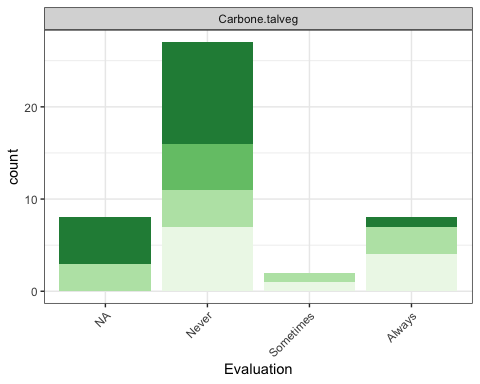 Carbone.talveg
count
20
10
0
NA
Never
Sometimes
Always
Evaluation